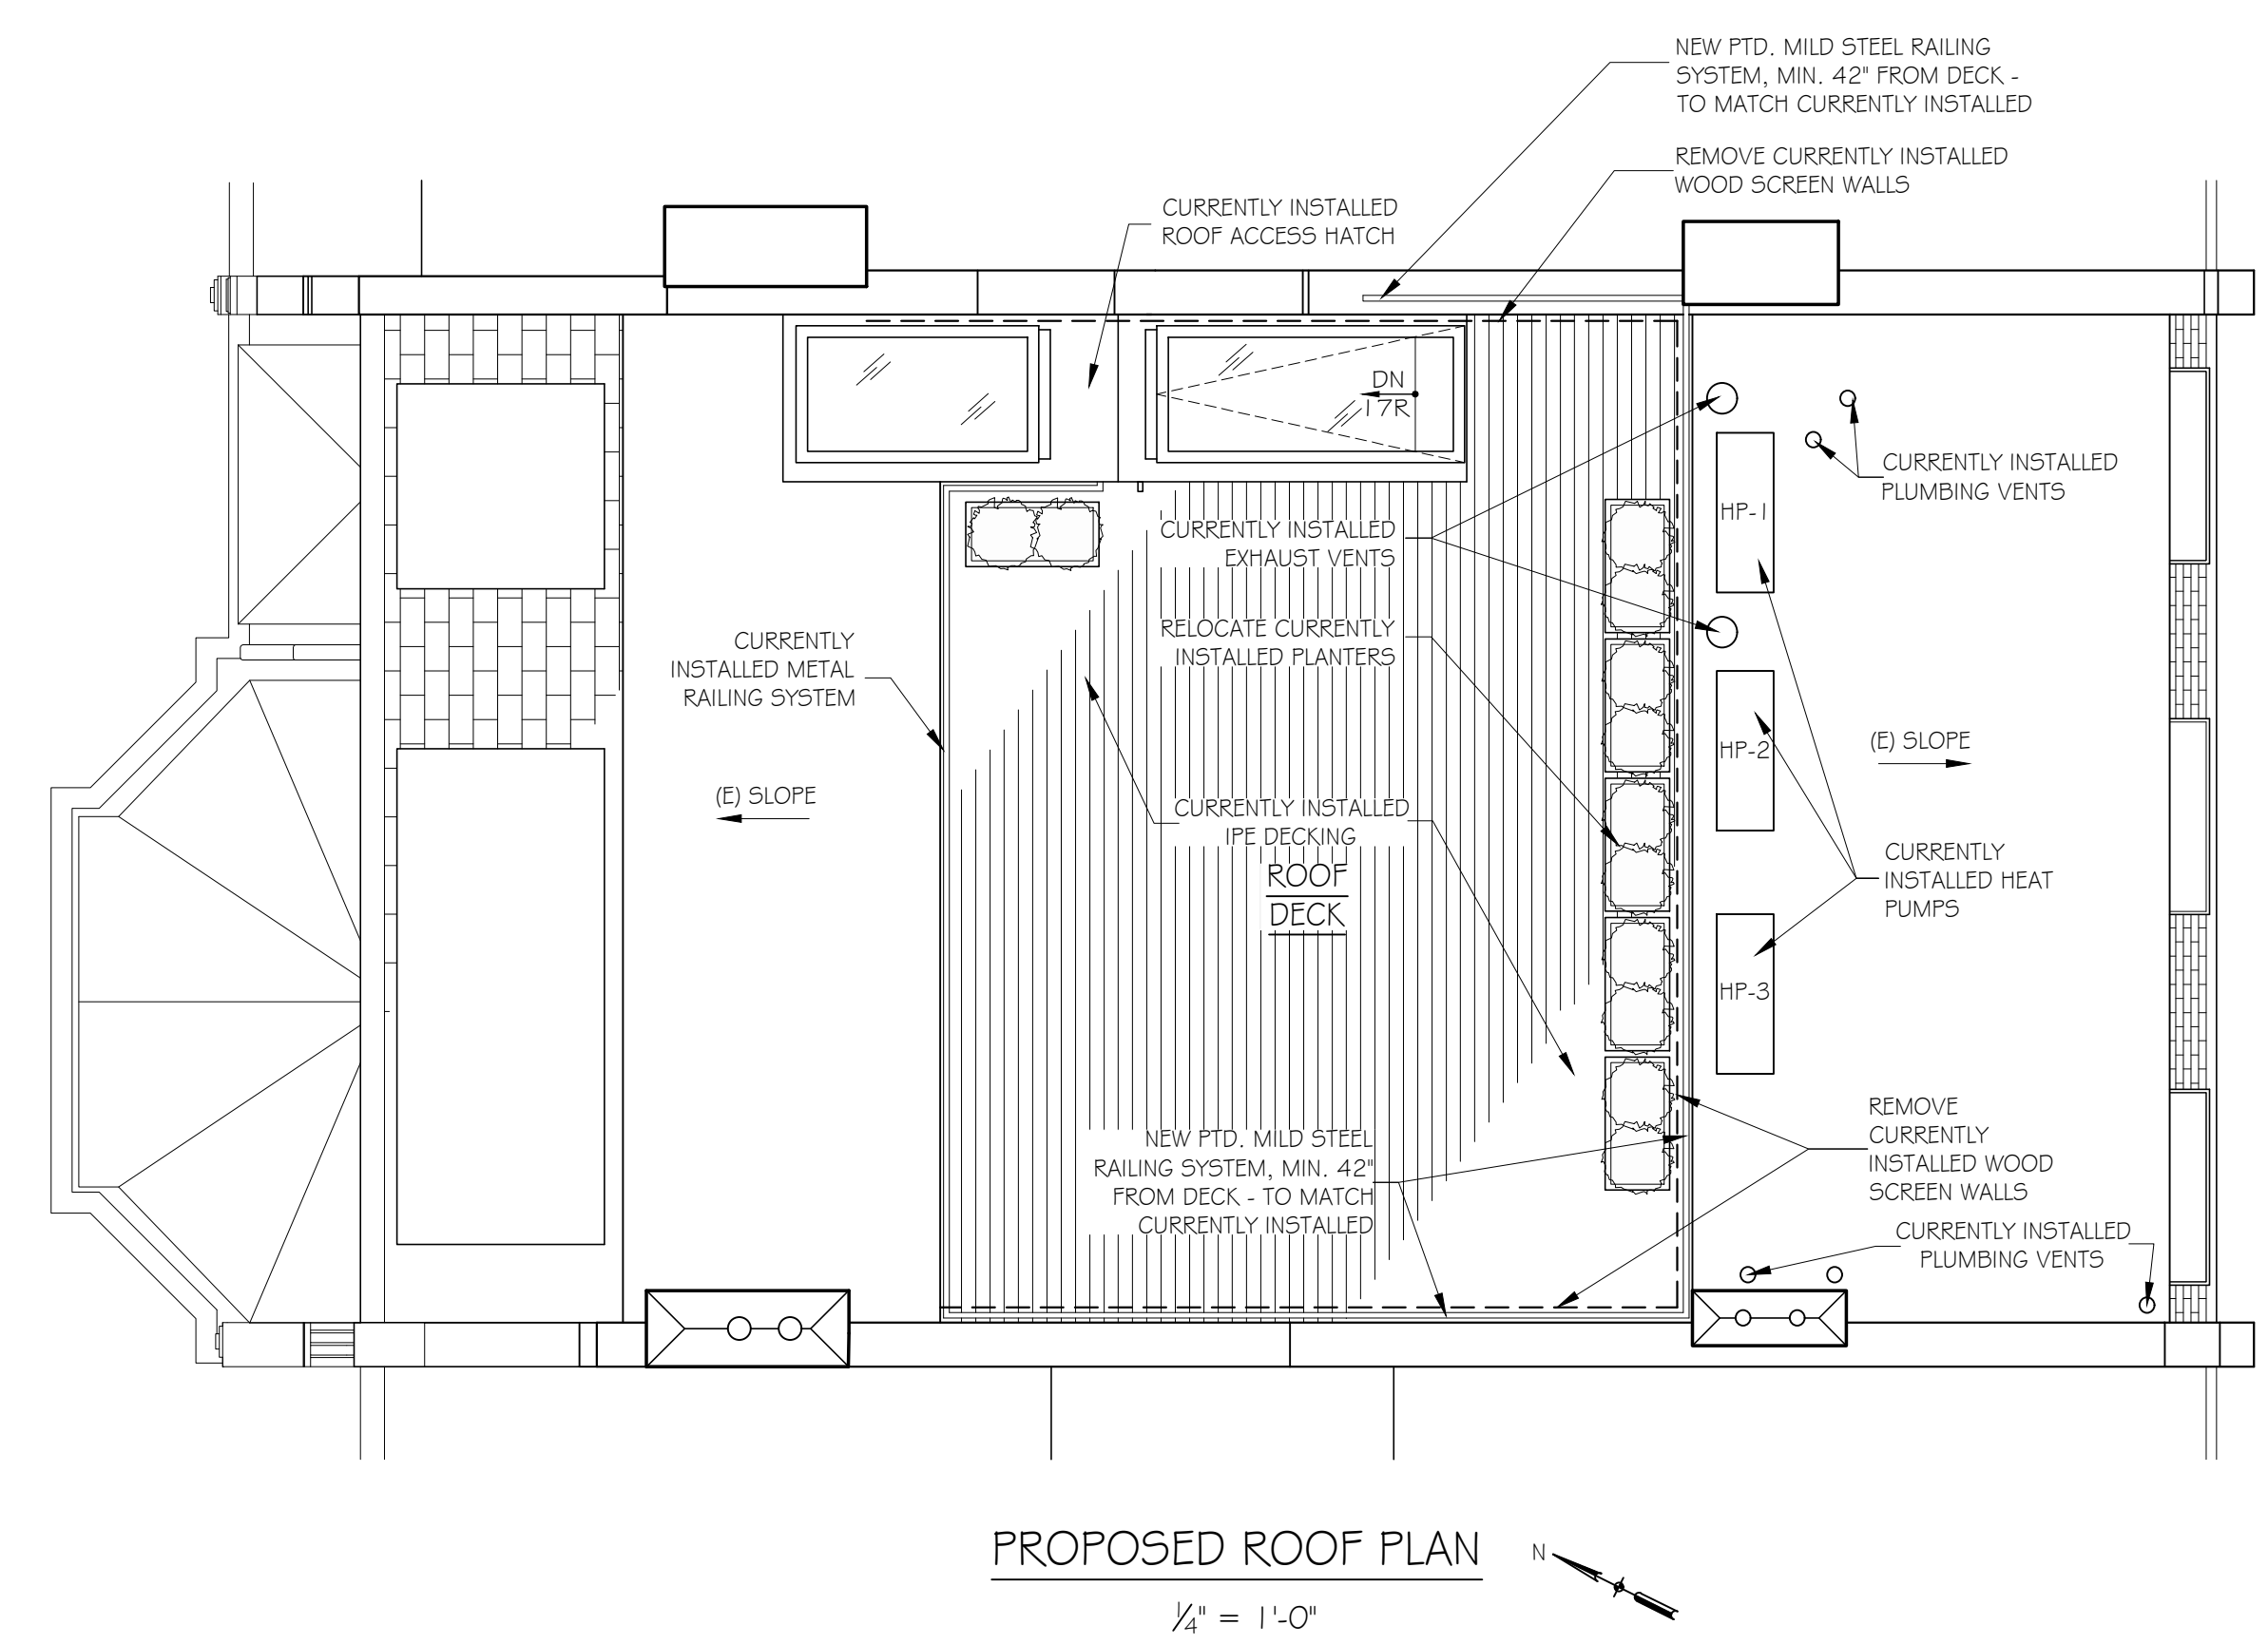 NEW PTD. MILD STEEL RAILING
SYSTEM, MIN. 42" FROM DECK -
TO MATCH CURRENTLY INSTALLED
REMOVE CURRENTLY INSTALLED
WOOD SCREEN WALLS
CURRENTLY INSTALLED
ROOF ACCESS HATCH
DN
17R
CURRENTLY INSTALLED
PLUMBING VENTS
HP-1
CURRENTLY INSTALLED
EXHAUST VENTS
RELOCATE CURRENTLY
INSTALLED PLANTERS
CURRENTLY
INSTALLED METAL
RAILING SYSTEM
HP-2
(E) SLOPE
(E) SLOPE
CURRENTLY INSTALLED
IPE DECKING
ROOF
DECK
CURRENTLY
INSTALLED HEAT
PUMPS
HP-3
NEW PTD. MILD STEEL
RAILING SYSTEM, MIN. 42"
FROM DECK - TO MATCH
CURRENTLY INSTALLED
REMOVE
CURRENTLY
INSTALLED WOOD
SCREEN WALLS
CURRENTLY INSTALLED
PLUMBING VENTS
PROPOSED ROOF PLAN
N
1/4" = 1'-0"